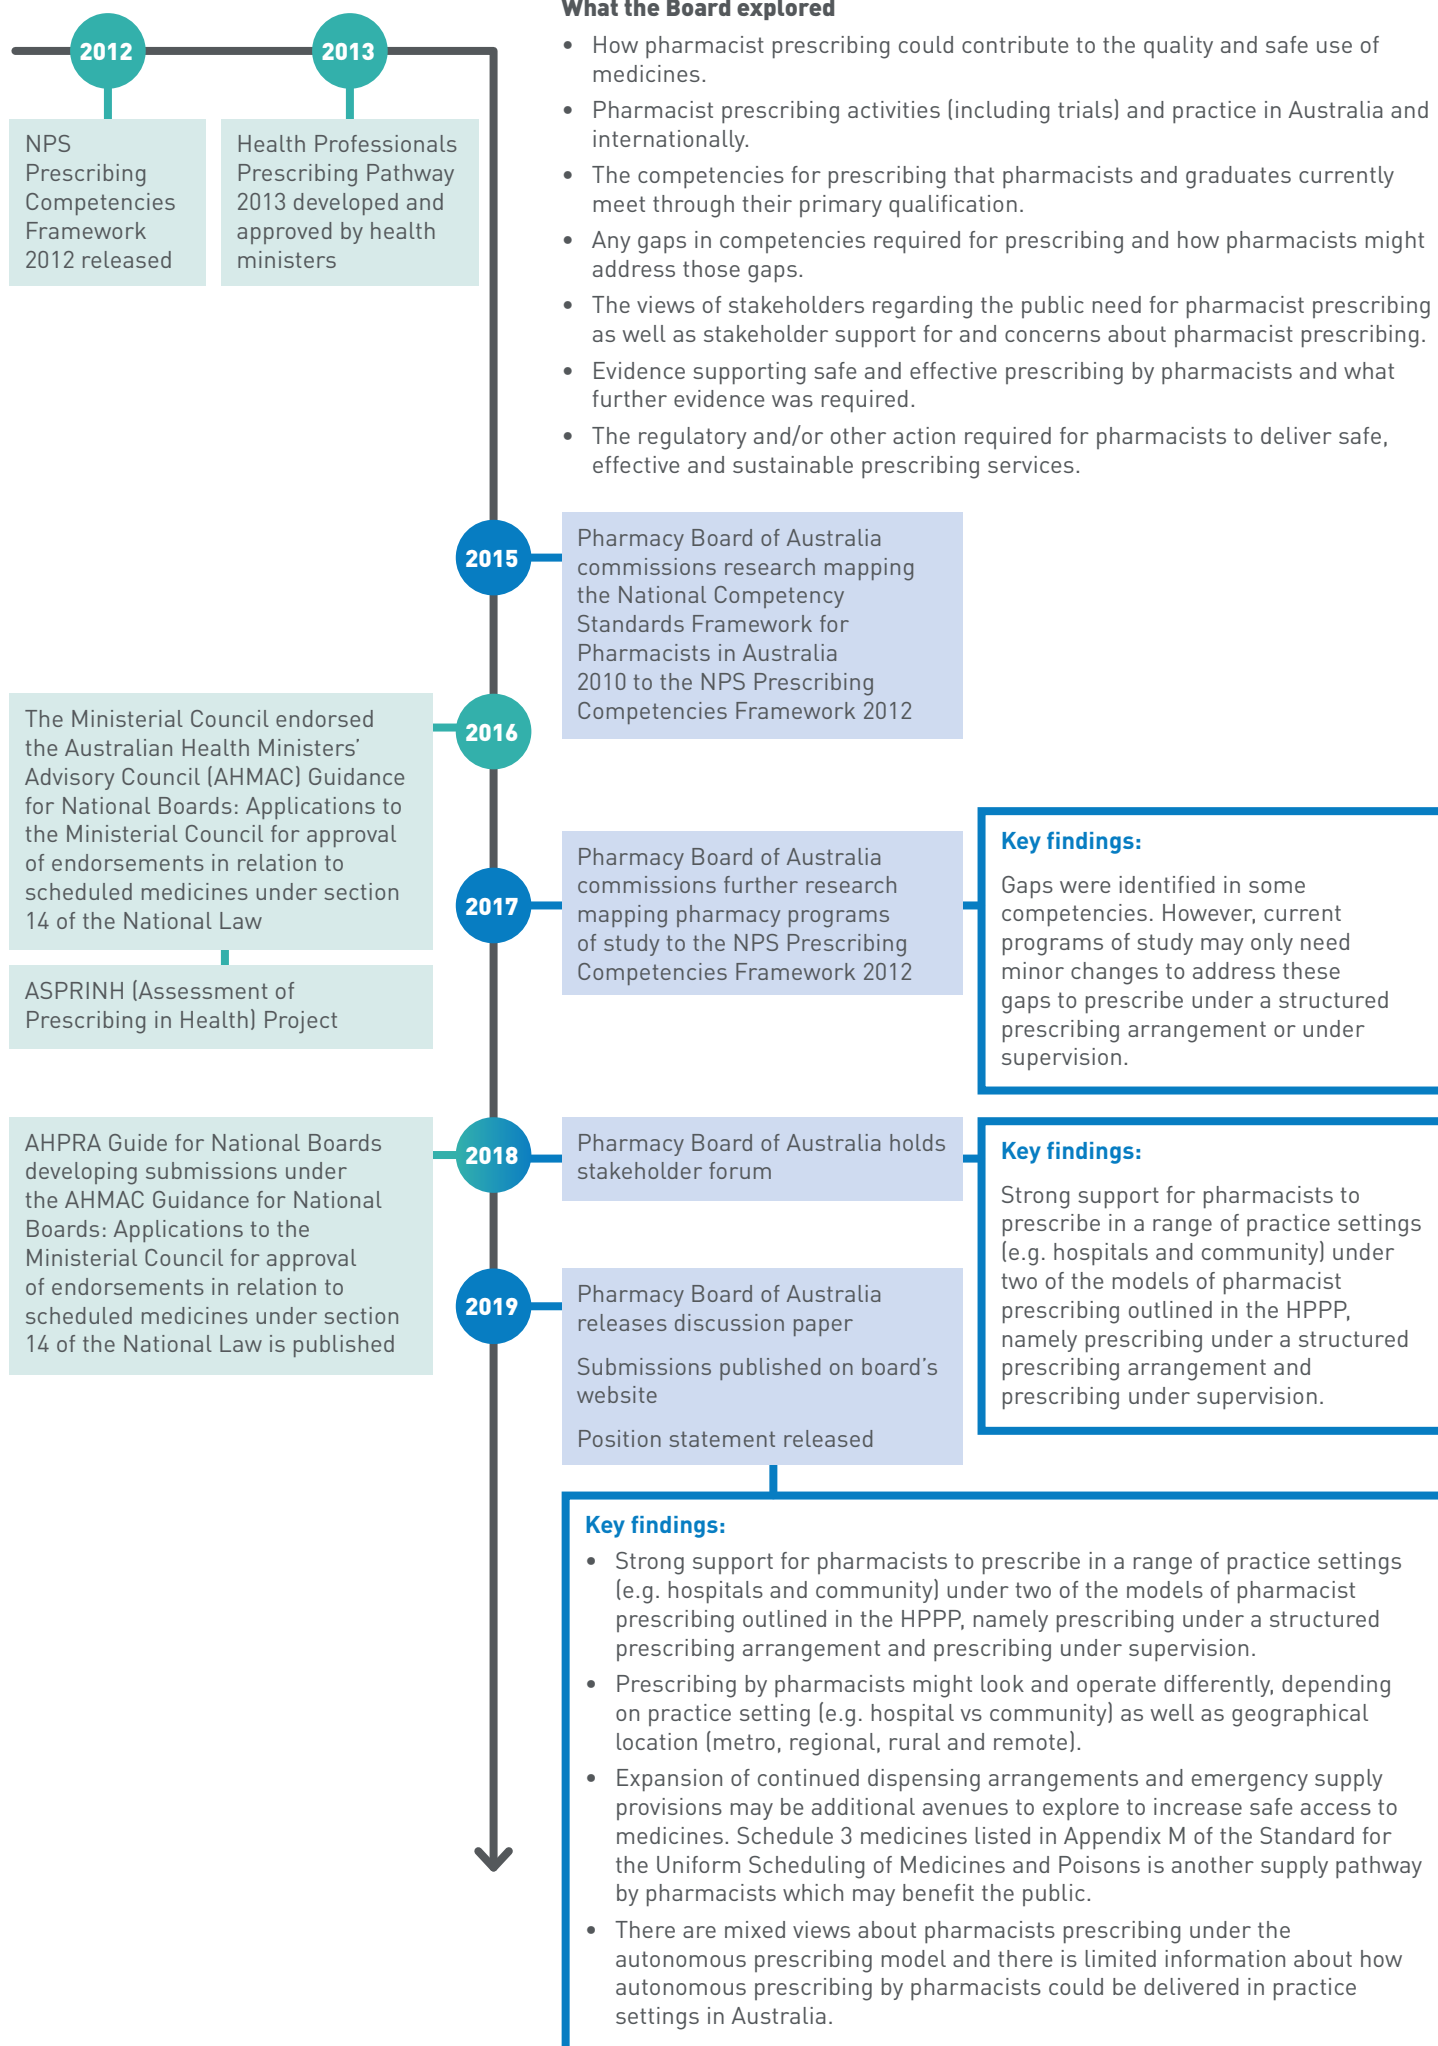 2012
2013
NPS
Prescribing
Competencies
Framework
2012 released
Health Professionals
Prescribing Pathway
2013 developed and
approved by health
ministers
What the Board explored
• How pharmacist prescribing could contribute to the quality and safe use of
medicines.
• Pharmacist prescribing activities (including trials) and practice in Australia and
internationally.
• The competencies for prescribing that pharmacists and graduates currently
meet through their primary qualification.
• Any gaps in competencies required for prescribing and how pharmacists might
address those gaps.
• The views of stakeholders regarding the public need for pharmacist prescribing
as well as stakeholder support for and concerns about pharmacist prescribing.
• Evidence supporting safe and effective prescribing by pharmacists and what
further evidence was required.
• The regulatory and/or other action required for pharmacists to deliver safe,
effective and sustainable prescribing services.
2015
Pharmacy Board of Australia
commissions research mapping
the National Competency
Standards Framework for
Pharmacists in Australia
2010 to the NPS Prescribing
Competencies Framework 2012
2016
The Ministerial Council endorsed
the Australian Health Ministers’
Advisory Council (AHMAC) Guidance
for National Boards: Applications to
the Ministerial Council for approval
of endorsements in relation to
scheduled medicines under section
14 of the National Law
ASPRINH (Assessment of
Prescribing in Health) Project
2017
Pharmacy Board of Australia
commissions further research
mapping pharmacy programs
of study to the NPS Prescribing
Competencies Framework 2012
Key findings:
Gaps were identified in some
competencies. However, current
programs of study may only need
minor changes to address these
gaps to prescribe under a structured
prescribing arrangement or under
supervision.
2018
AHPRA Guide for National Boards
developing submissions under
the AHMAC Guidance for National
Boards: Applications to the
Ministerial Council for approval
of endorsements in relation to
scheduled medicines under section
14 of the National Law is published
Pharmacy Board of Australia holds
stakeholder forum
Key findings:
Strong support for pharmacists to
prescribe in a range of practice settings
(e.g. hospitals and community) under
two of the models of pharmacist
prescribing outlined in the HPPP,
namely prescribing under a structured
prescribing arrangement and
prescribing under supervision.
2019
Pharmacy Board of Australia
releases discussion paper
Submissions published on board’s
website
Position statement released
Key findings:
• Strong support for pharmacists to prescribe in a range of practice settings
(e.g. hospitals and community) under two of the models of pharmacist
prescribing outlined in the HPPP, namely prescribing under a structured
prescribing arrangement and prescribing under supervision.
• Prescribing by pharmacists might look and operate differently, depending
on practice setting (e.g. hospital vs community) as well as geographical
location (metro, regional, rural and remote).
• Expansion of continued dispensing arrangements and emergency supply
provisions may be additional avenues to explore to increase safe access to
medicines. Schedule 3 medicines listed in Appendix M of the Standard for
the Uniform Scheduling of Medicines and Poisons is another supply pathway
by pharmacists which may benefit the public.
• There are mixed views about pharmacists prescribing under the
autonomous prescribing model and there is limited information about how
autonomous prescribing by pharmacists could be delivered in practice
settings in Australia.